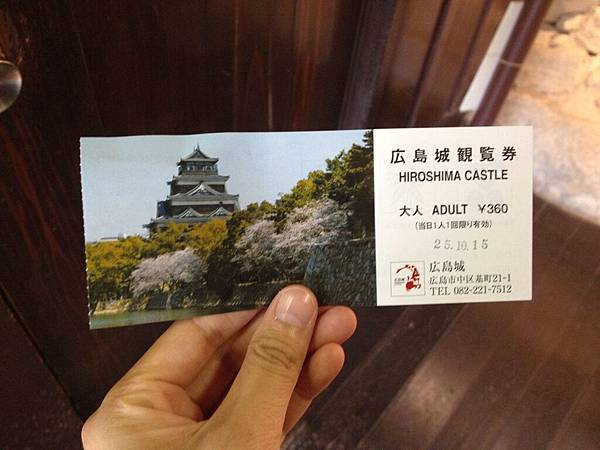 広島城観覧券
HIROSHIMA CASTLE
大人 ADULT ¥360
(当日1人1回限り有効)
25.10.15
広島城
広島市中区基町21-1
TEL 082-221-7512